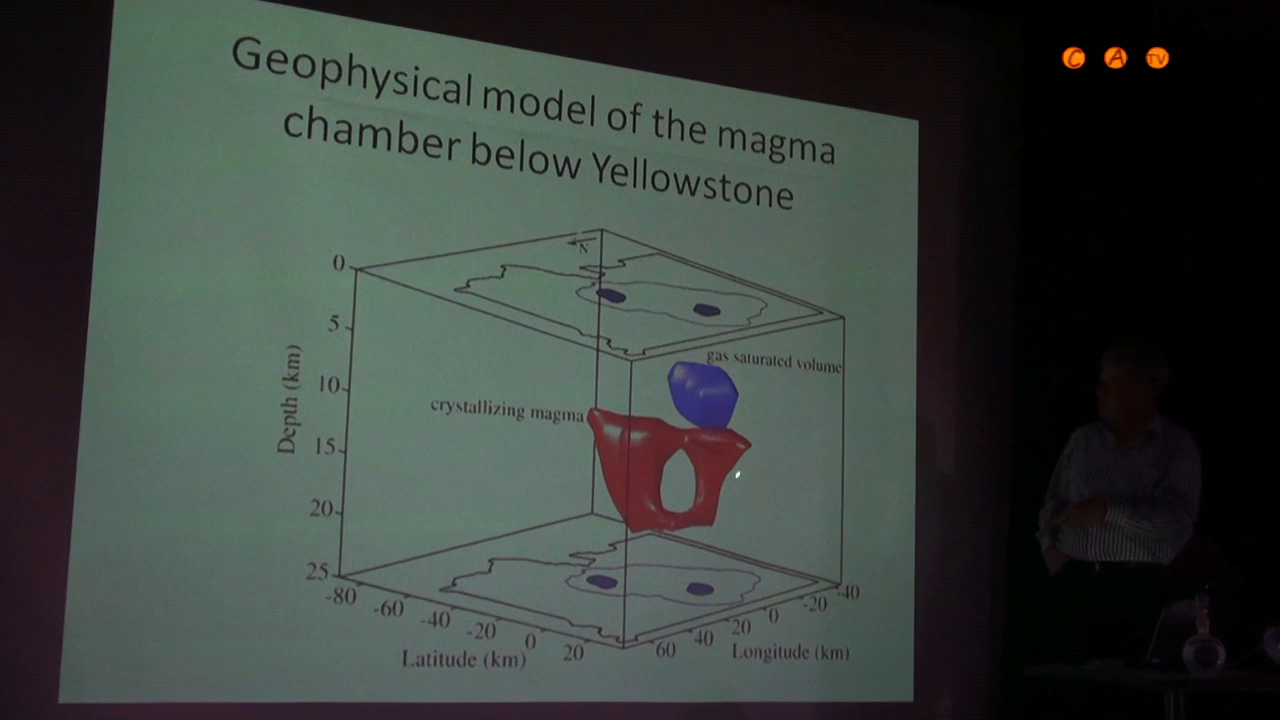 C A TV
Geophysical model of the magma
chamber below Yellowstone
N
0
5
10
15
20
25
Depth (km)
gas saturated volume
crystallizing magma
-80
-60
-40
-20
0
20
Latitude (km)
60
40
20
0
-20
-40
Longitude (km)